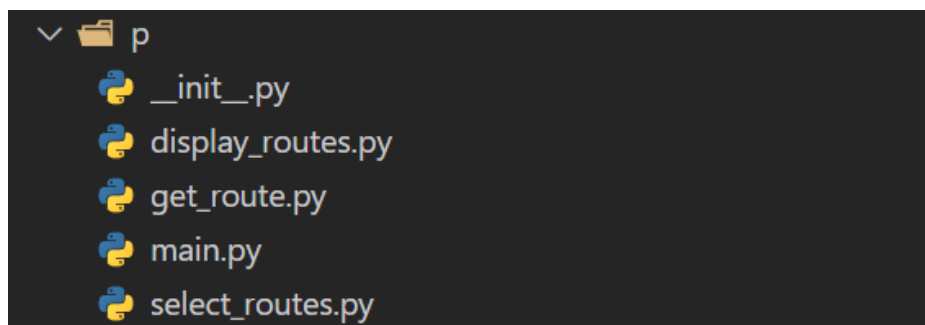 p
__init__.py
display_routes.py
get_route.py
main.py
select_routes.py